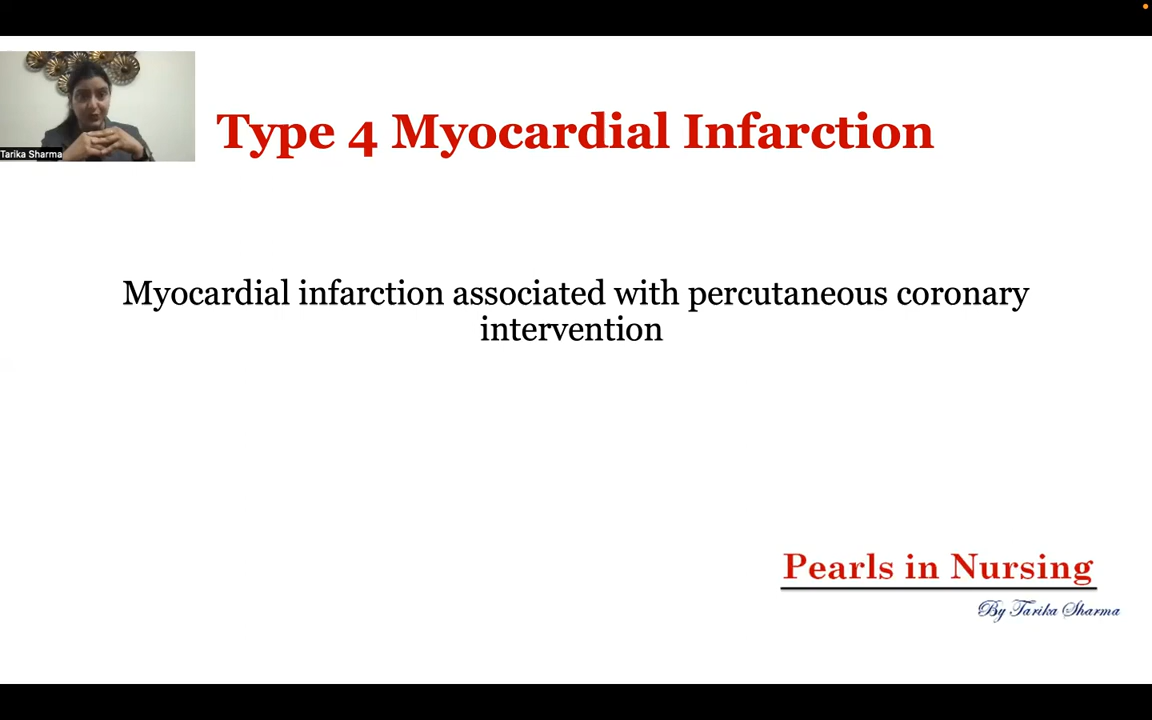 Tarika Sharma
Type 4 Myocardial Infarction
Myocardial infarction associated with percutaneous coronary
intervention
Pearls in Nursing
By Tarika Sharma